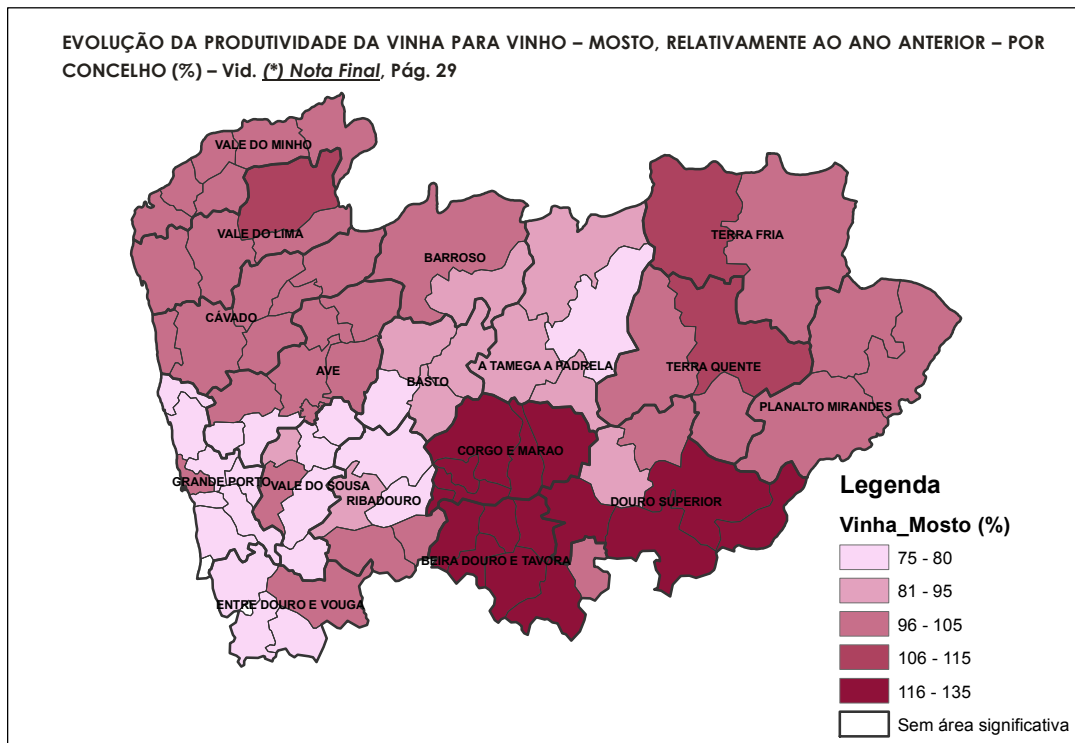 EVOLUÇÃO DA PRODUTIVIDADE DA VINHA PARA VINHO – MOSTO, RELATIVAMENTE AO ANO ANTERIOR – POR
CONCELHO (%) – Vid. (*) Nota Final, Pág. 29
VALE DO MINHO
VALE DO LIMA
TERRA FRIA
BARROSO
CÁVADO
AVE
BASTO
A TAMEGA A PADRELA
TERRA QUENTE
PLANALTO MIRANDES
CORGO E MARAO
GRANDE PORTO
VALE DO SOUSA
RIBADOURO
DOURO SUPERIOR
BEIRA DOURO E TAVORA
ENTRE DOURO E VOUGA
Legenda
Vinha_Mosto (%)
75 - 80
81 - 95
96 - 105
106 - 115
116 - 135
Sem área significativa